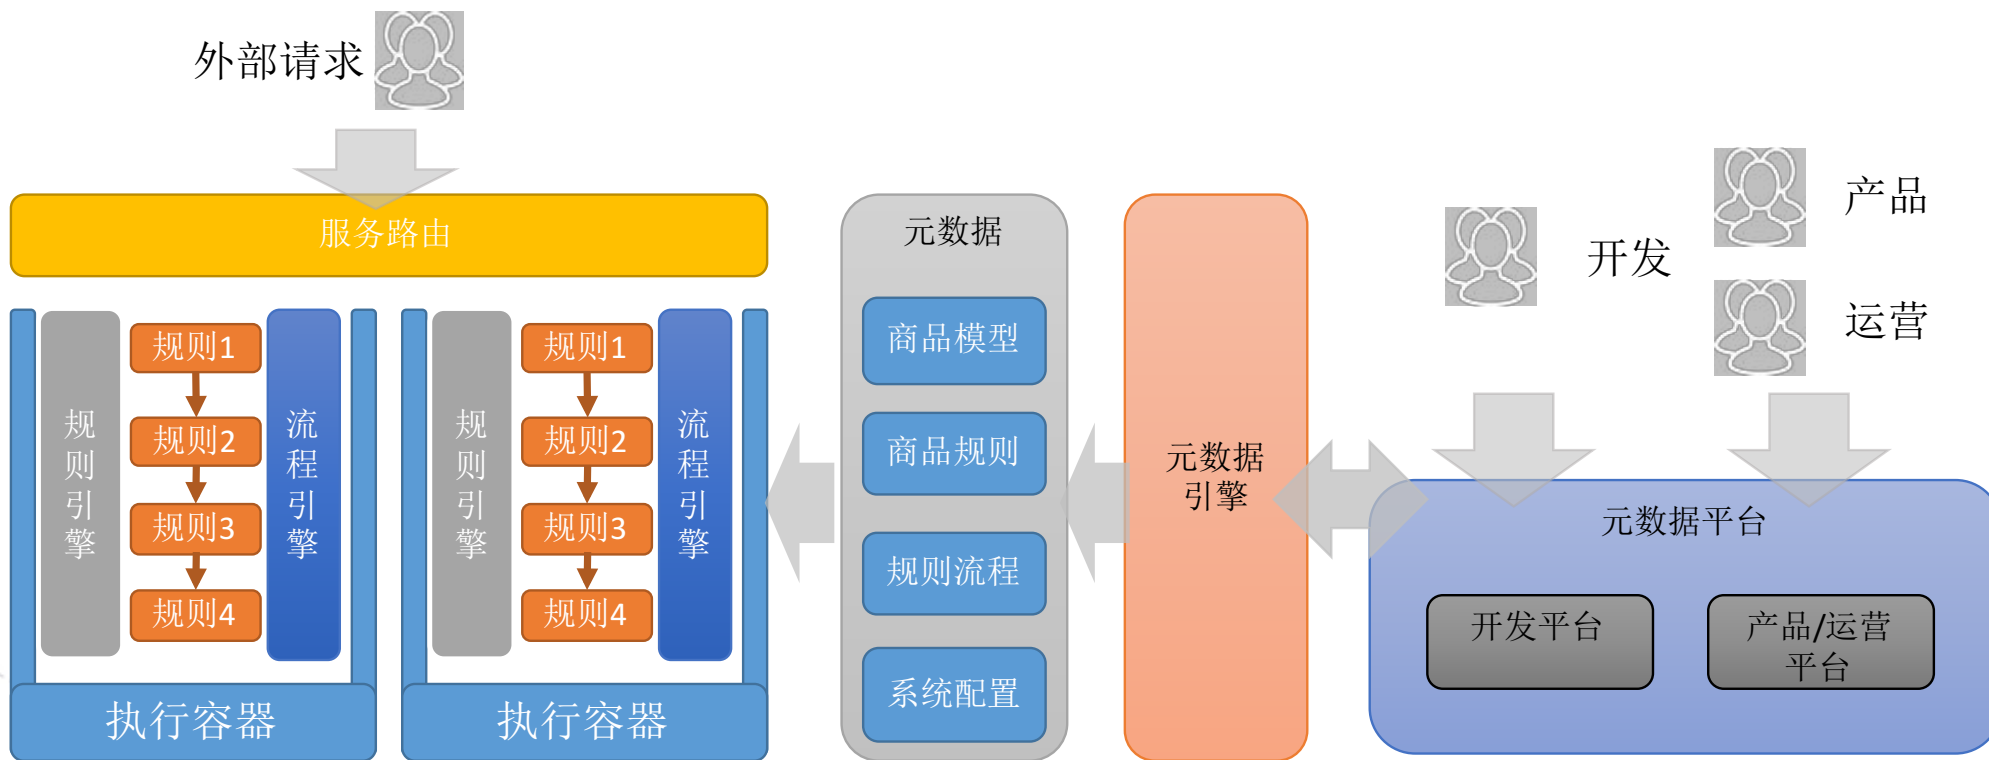 外部请求
服务路由
规则引擎
规则1
规则2
规则3
规则4
流程引擎
执行容器
规则引擎
规则1
规则2
规则3
规则4
流程引擎
执行容器
元数据
商品模型
商品规则
规则流程
系统配置
元数据
引擎
开发
产品
运营
元数据平台
开发平台
产品/运营
平台